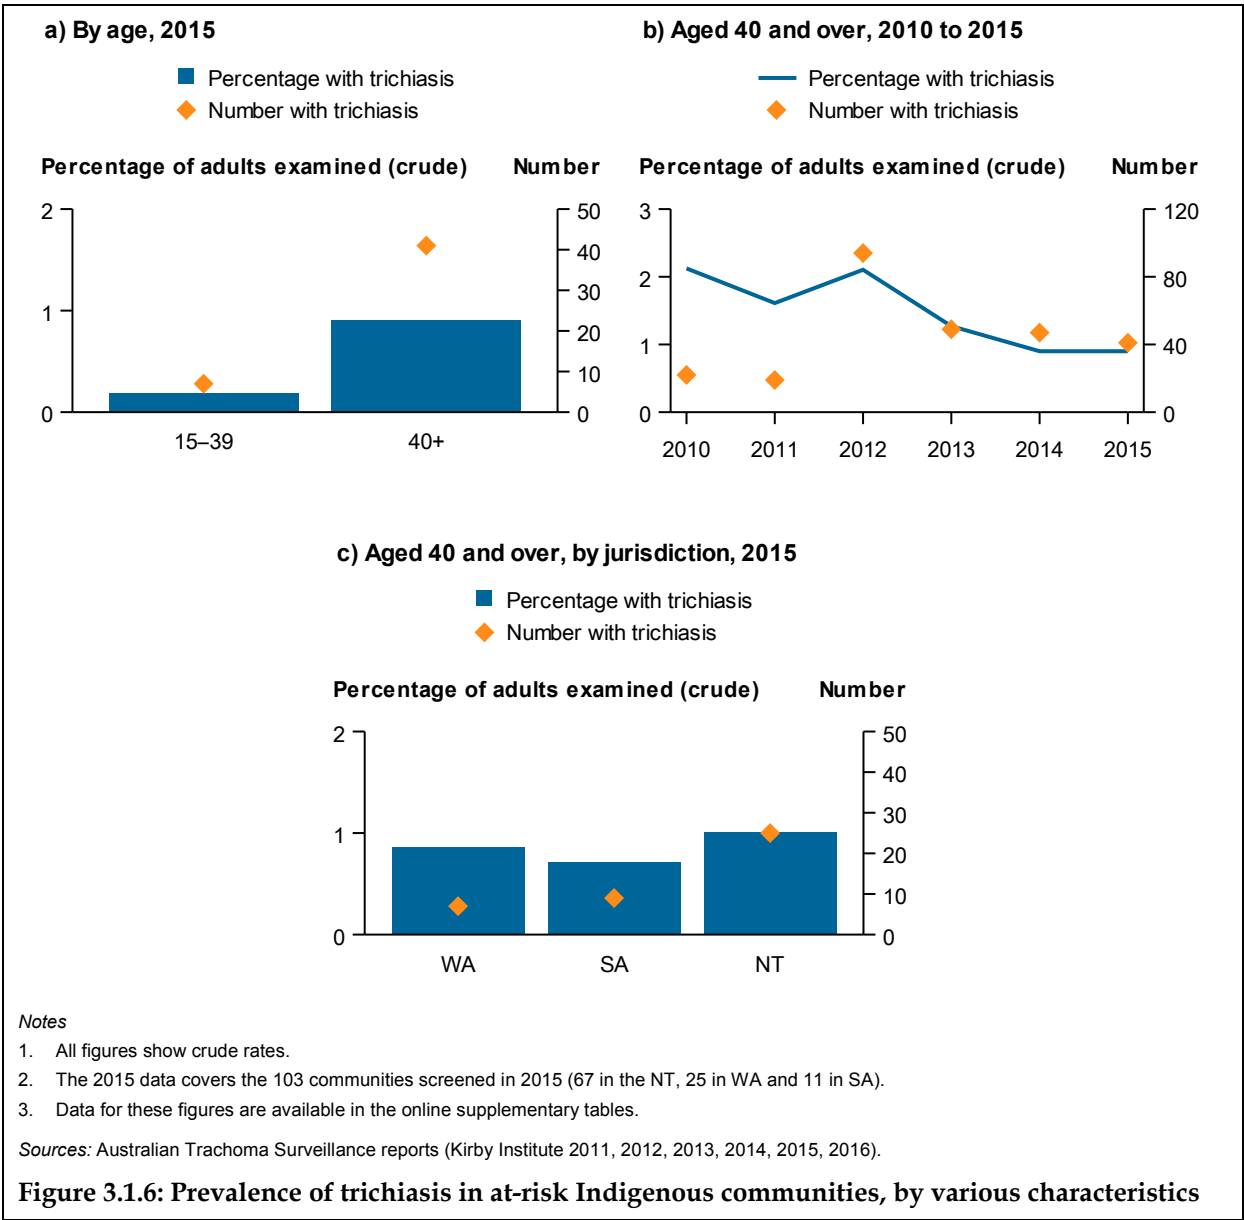 a) By age, 2015
Percentage with trichiasis
Number with trichiasis
Percentage of adults examined (crude) Number
2
1
0
50
40
30
20
10
0
15–39 40+
b) Aged 40 and over, 2010 to 2015
Percentage with trichiasis
Number with trichiasis
Percentage of adults examined (crude) Number
3
2
1
0
120
80
40
0
2010 2011 2012 2013 2014 2015
c) Aged 40 and over, by jurisdiction, 2015
Percentage with trichiasis
Number with trichiasis
Percentage of adults examined (crude) Number
2
1
0
50
40
30
20
10
0
WA SA NT
Notes
1. All figures show crude rates.
2. The 2015 data covers the 103 communities screened in 2015 (67 in the NT, 25 in WA and 11 in SA).
3. Data for these figures are available in the online supplementary tables.
Sources: Australian Trachoma Surveillance reports (Kirby Institute 2011, 2012, 2013, 2014, 2015, 2016).
Figure 3.1.6: Prevalence of trichiasis in at-risk Indigenous communities, by various characteristics